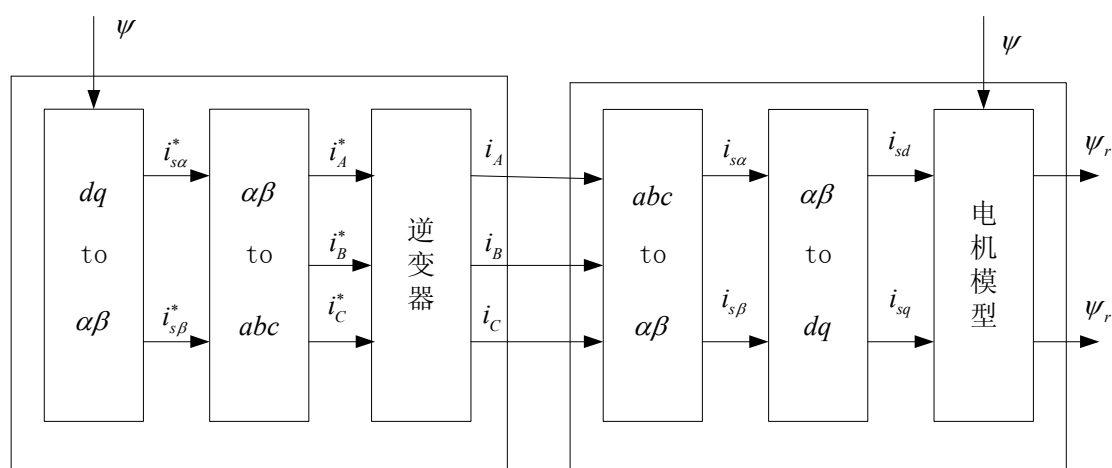 ψ
ψ
dq
to
αβ
i*sα
i*sβ
αβ
to
abc
i*A
i*B
i*C
逆变器
iA
iB
iC
abc
to
αβ
isα
isβ
αβ
to
dq
isd
isq
电机模型
ψr
ψr